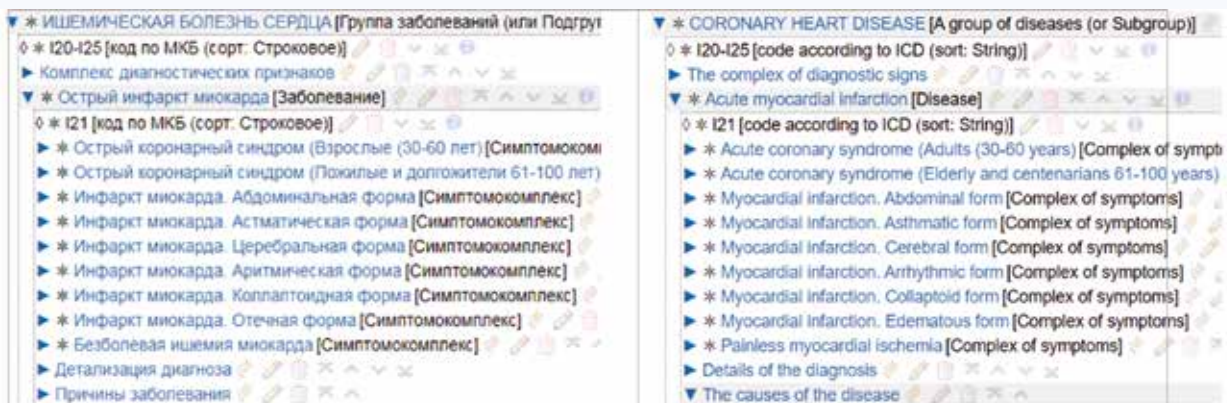 ▼ * ИШЕМИЧЕСКАЯ БОЛЕЗНЬ СЕРДЦА [Группа заболеваний (или Подгруп
◊ * I20-I25 [код по МКБ (сорт: Строковое)]
► Комплекс диагностических признаков
▼ * Острый инфаркт миокарда [Заболевание]
◊ * I21 [код по МКБ (сорт: Строковое)]
► * Острый коронарный синдром (Взрослые (30-60 лет) [Симптомоком
► * Острый коронарный синдром (Пожилые и долгожители 61-100 лет)
► * Инфаркт миокарда. Абдоминальная форма [Симптомокомплекс]
► * Инфаркт миокарда. Астматическая форма [Симптомокомплекс]
► * Инфаркт миокарда. Церебральная форма [Симптомокомплекс]
► * Инфаркт миокарда. Аритмическая форма [Симптомокомплекс]
► * Инфаркт миокарда. Коллаптоидная форма [Симптомокомплекс]
► * Инфаркт миокарда. Отечная форма [Симптомокомплекс]
► * Безболевая ишемия миокарда [Симптомокомплекс]
► Детализация диагноза
► Причины заболевания
▼ * CORONARY HEART DISEASE [A group of diseases (or Subgroup)]
◊ * I20-I25 [code according to ICD (sort: String)]
► The complex of diagnostic signs
▼ * Acute myocardial infarction [Disease]
◊ * I21 [code according to ICD (sort: String)]
► * Acute coronary syndrome (Adults (30-60 years) [Complex of sympt
► * Acute coronary syndrome (Elderly and centenarians 61-100 years)
► * Myocardial infarction. Abdominal form [Complex of symptoms]
► * Myocardial infarction. Asthmatic form [Complex of symptoms]
► * Myocardial infarction. Cerebral form [Complex of symptoms]
► * Myocardial infarction. Arrhythmic form [Complex of symptoms]
► * Myocardial infarction. Collaptoid form [Complex of symptoms]
► * Myocardial infarction. Edematous form [Complex of symptoms]
► * Painless myocardial ischemia [Complex of symptoms]
► Details of the diagnosis
▼ The causes of the disease